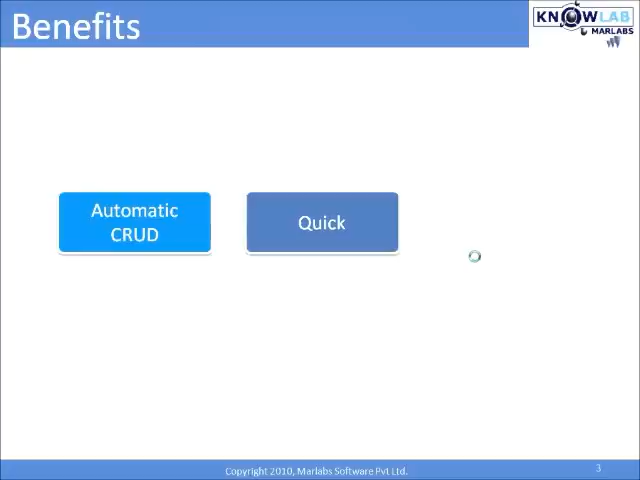 Benefits
KNOWLAB
MARLABS
Automatic
CRUD
Quick
Copyright 2010, Marlabs Software Pvt Ltd.
3